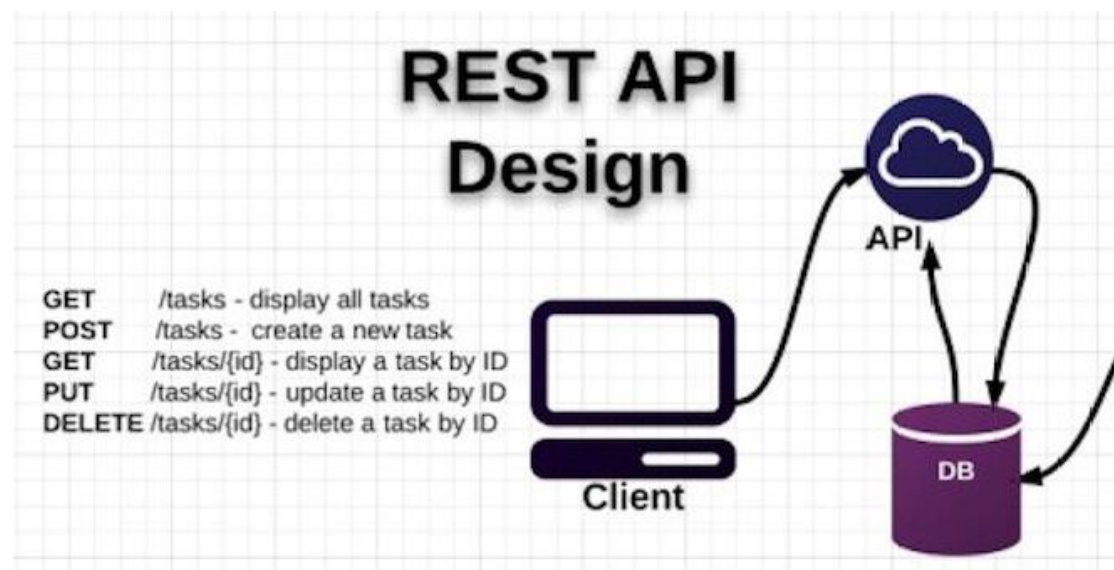 REST API
Design
API
GET /tasks - display all tasks
POST /tasks - create a new task
GET /tasks/{id} - display a task by ID
PUT /tasks/{id} - update a task by ID
DELETE /tasks/{id} - delete a task by ID
DB
Client